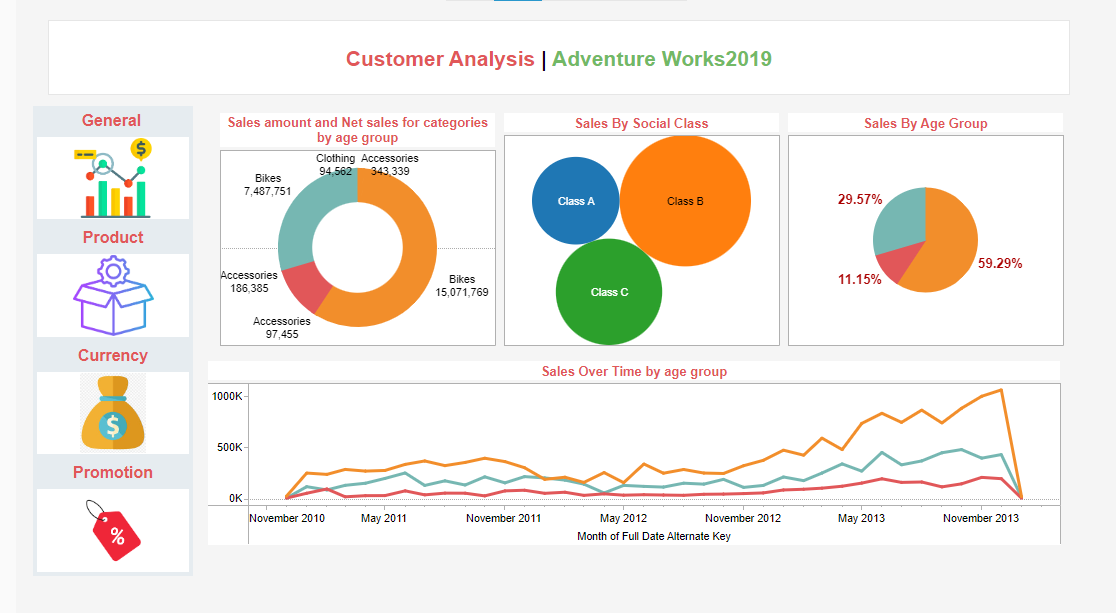 Customer Analysis | Adventure Works2019
General
$
Product
Currency
$
Promotion
%
Sales amount and Net sales for categories
by age group
Clothing
94,562
Accessories
343,339
Bikes
7,487,751
Accessories
186,385
Bikes
15,071,769
Accessories
97,455
Sales By Social Class
Class A
Class B
Class C
Sales By Age Group
29.57%
59.29%
11.15%
Sales Over Time by age group
1000K
500K
0K
November 2010
May 2011
November 2011
May 2012
November 2012
May 2013
November 2013
Month of Full Date Alternate Key